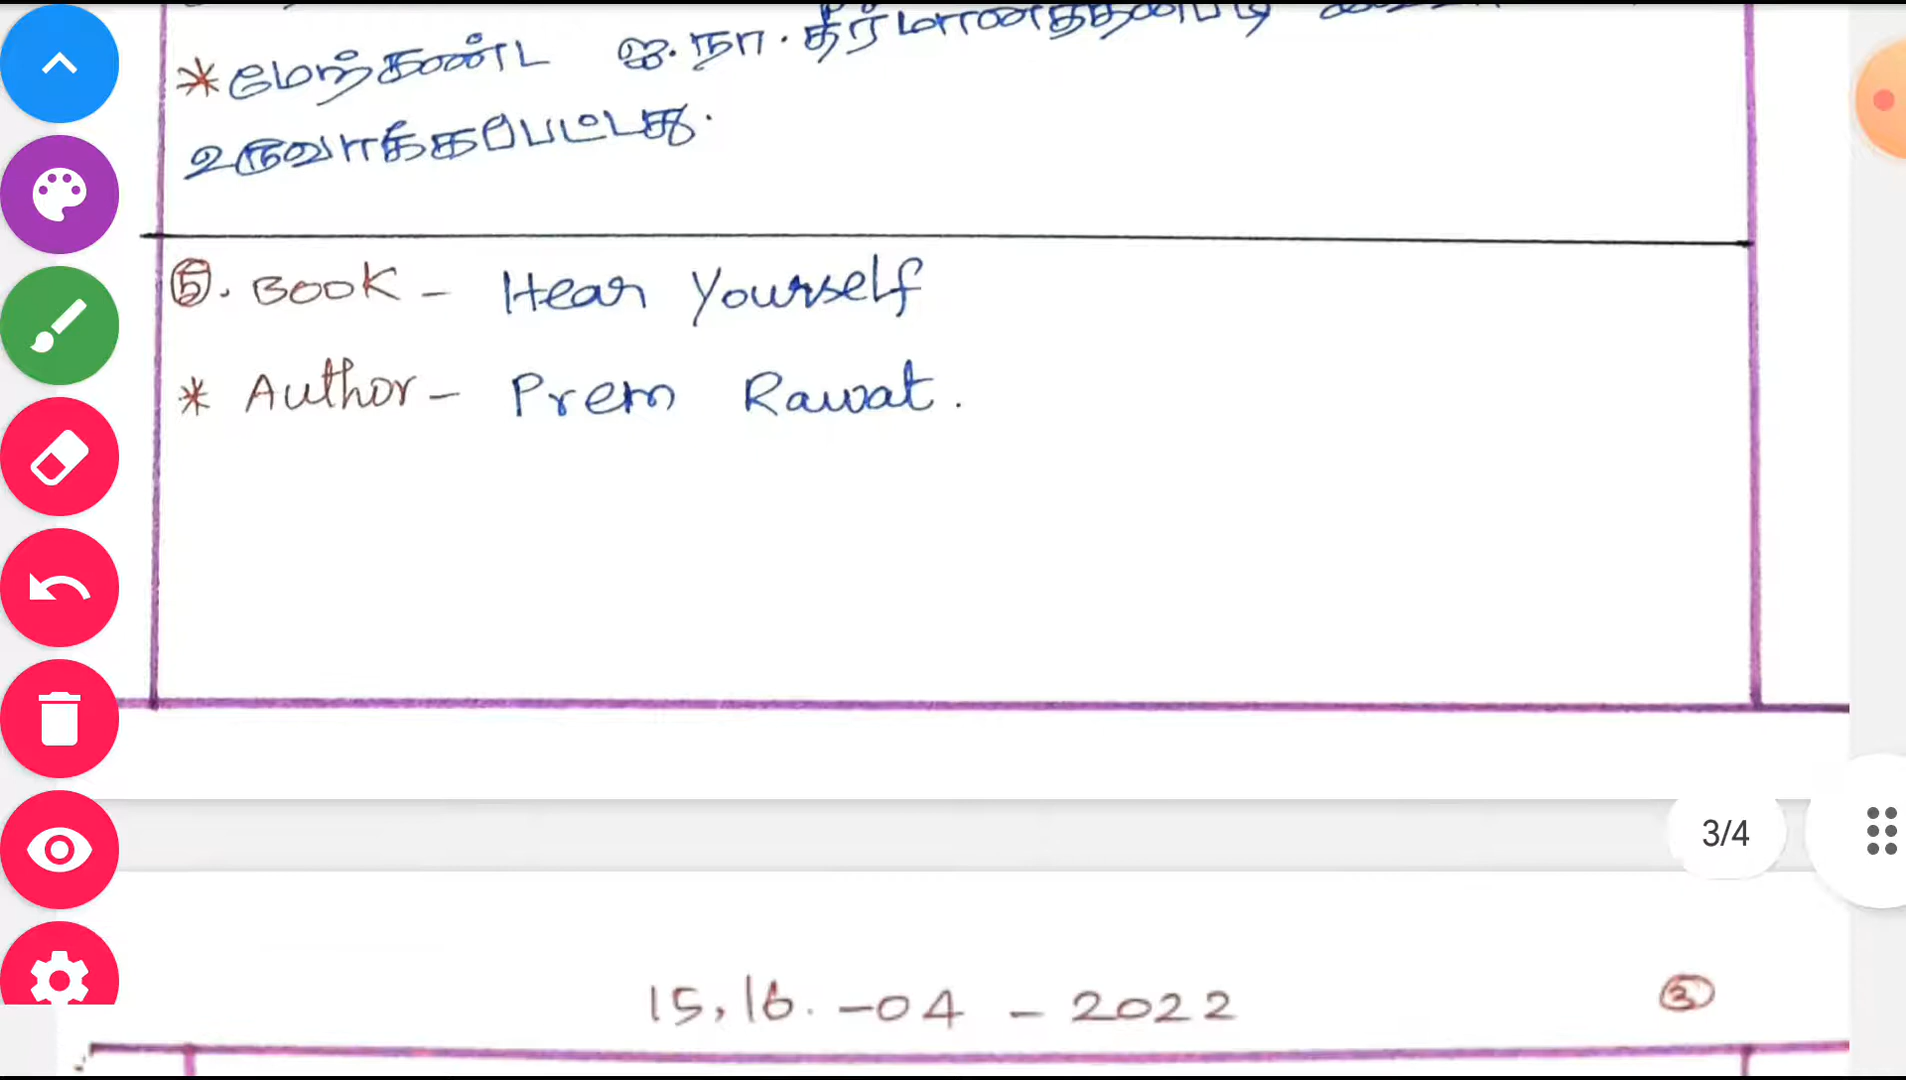 *மேற்கண்ட ஐ.நா.தீர்மானத்தின்படி
உருவாக்கப்பட்டது.
⑤. BOOK - Hear Yourself
* Author - Prem Rawat.
3/4
15,16.-04-2022 ③